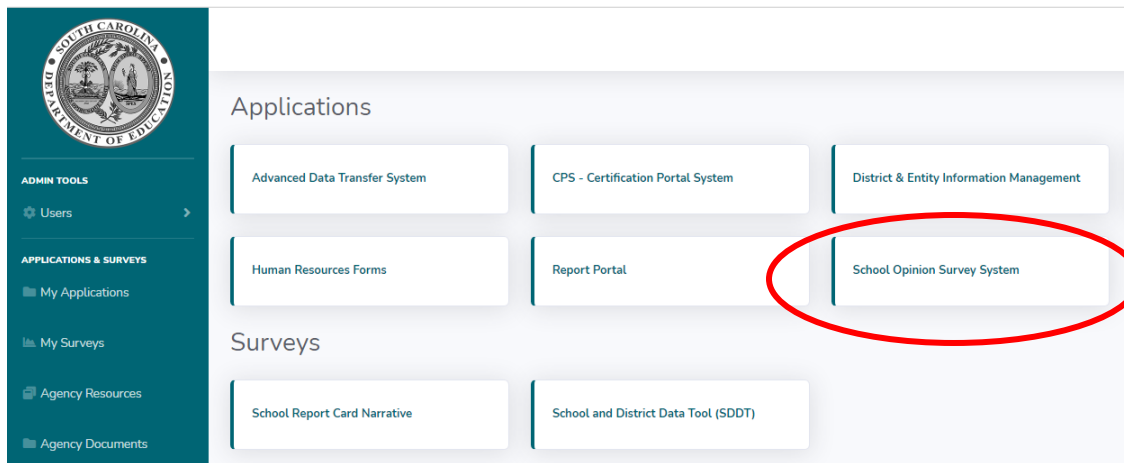 SOUTH CAROLINA
DEPARTMENT OF EDUCATION
ADMIN TOOLS
Users
APPLICATIONS & SURVEYS
My Applications
My Surveys
Agency Resources
Agency Documents
Applications
Advanced Data Transfer System
CPS - Certification Portal System
District & Entity Information Management
Human Resources Forms
Report Portal
School Opinion Survey System
Surveys
School Report Card Narrative
School and District Data Tool (SDDT)